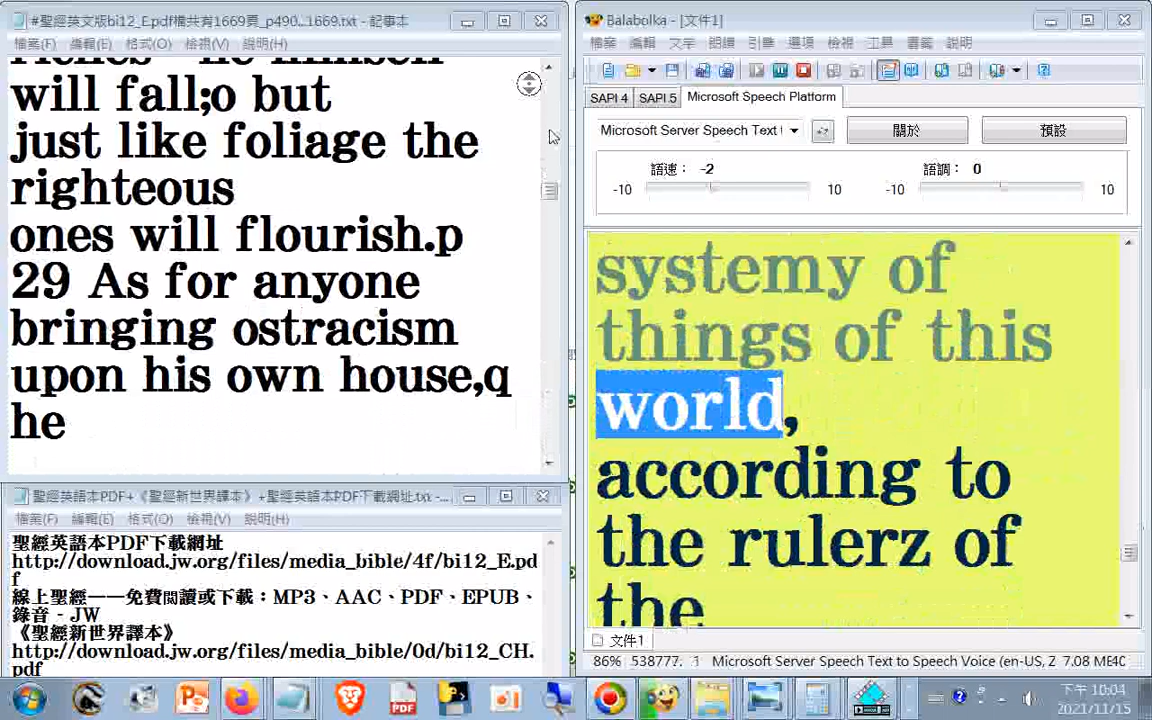 #聖經英文版bi12_E.pdf檔共有1669頁_p490...1669.txt - 記事本
檔案(F) 編輯(E) 格式(O) 檢視(V) 說明(H)
riches—he himself
will fall;o but
just like foliage the
righteous
ones will flourish.p
29 As for anyone
bringing ostracism
upon his own house,q
he
聖經英語本PDF+《聖經新世界譯本》+聖經英語本PDF下載網址.txt -...
檔案(F) 編輯(E) 格式(O) 檢視(V) 說明(H)
聖經英語本PDF下載網址
http://download.jw.org/files/media_bible/4f/bi12_E.pd
f
線上聖經——免費閱讀或下載：MP3、AAC、PDF、EPUB、
錄音 - JW
《聖經新世界譯本》
http://download.jw.org/files/media_bible/0d/bi12_CH.
pdf
Balabolka - [文件1]
檔案 編輯 文字 朗讀 引擎 選項 檢視 工具 書籤 說明
SAPI 4 SAPI 5 Microsoft Speech Platform
Microsoft Server Speech Text 關於 預設
語速： -2 語調： 0
-10 10 -10 10
systemy of
things of this
world,
according to
the rulerz of
the
文件1
86% 538777. 1 Microsoft Server Speech Text to Speech Voice (en-US, Z 7.08 ME4C
下午 10:04
2021/11/15